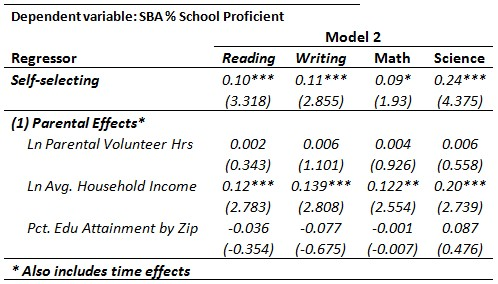 Dependent variable: SBA % School Proficient
Model 2
Regressor Reading Writing Math Science
Self-selecting 0.10*** 0.11*** 0.09* 0.24***
(3.318) (2.855) (1.93) (4.375)
(1) Parental Effects*
Ln Parental Volunteer Hrs 0.002 0.006 0.004 0.006
(0.343) (1.101) (0.926) (0.558)
Ln Avg. Household Income 0.12*** 0.139*** 0.122** 0.20***
(2.783) (2.808) (2.554) (2.739)
Pct. Edu Attainment by Zip -0.036 -0.077 -0.001 0.087
(-0.354) (-0.675) (-0.007) (0.476)
* Also includes time effects